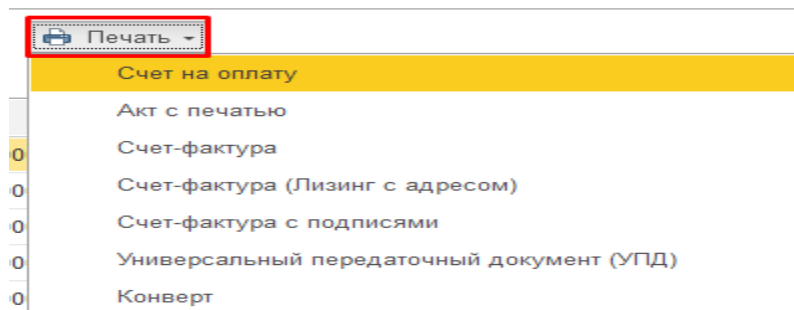 Печать
Счет на оплату
Акт с печатью
Счет-фактура
Счет-фактура (Лизинг с адресом)
Счет-фактура с подписями
Универсальный передаточный документ (УПД)
Конверт